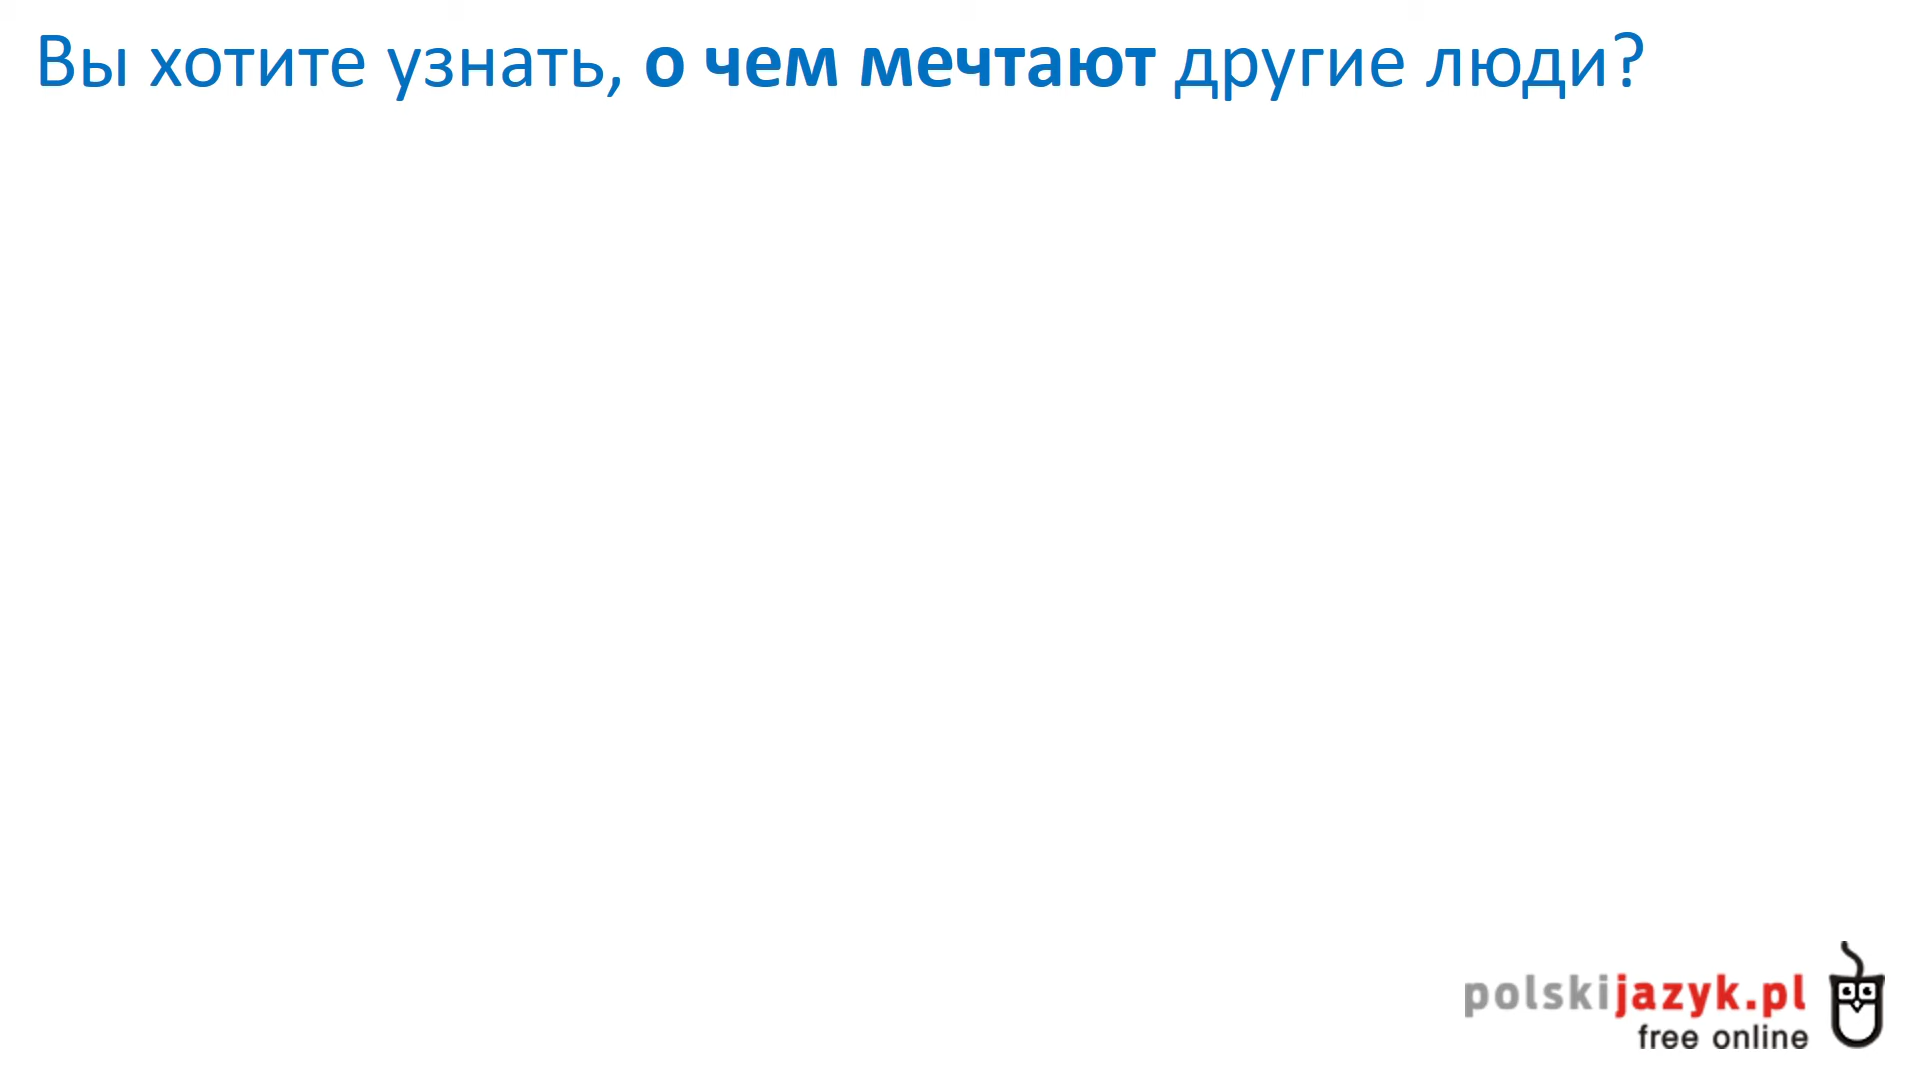 Вы хотите узнать, о чем мечтают другие люди?
polskijazyk.pl
free online